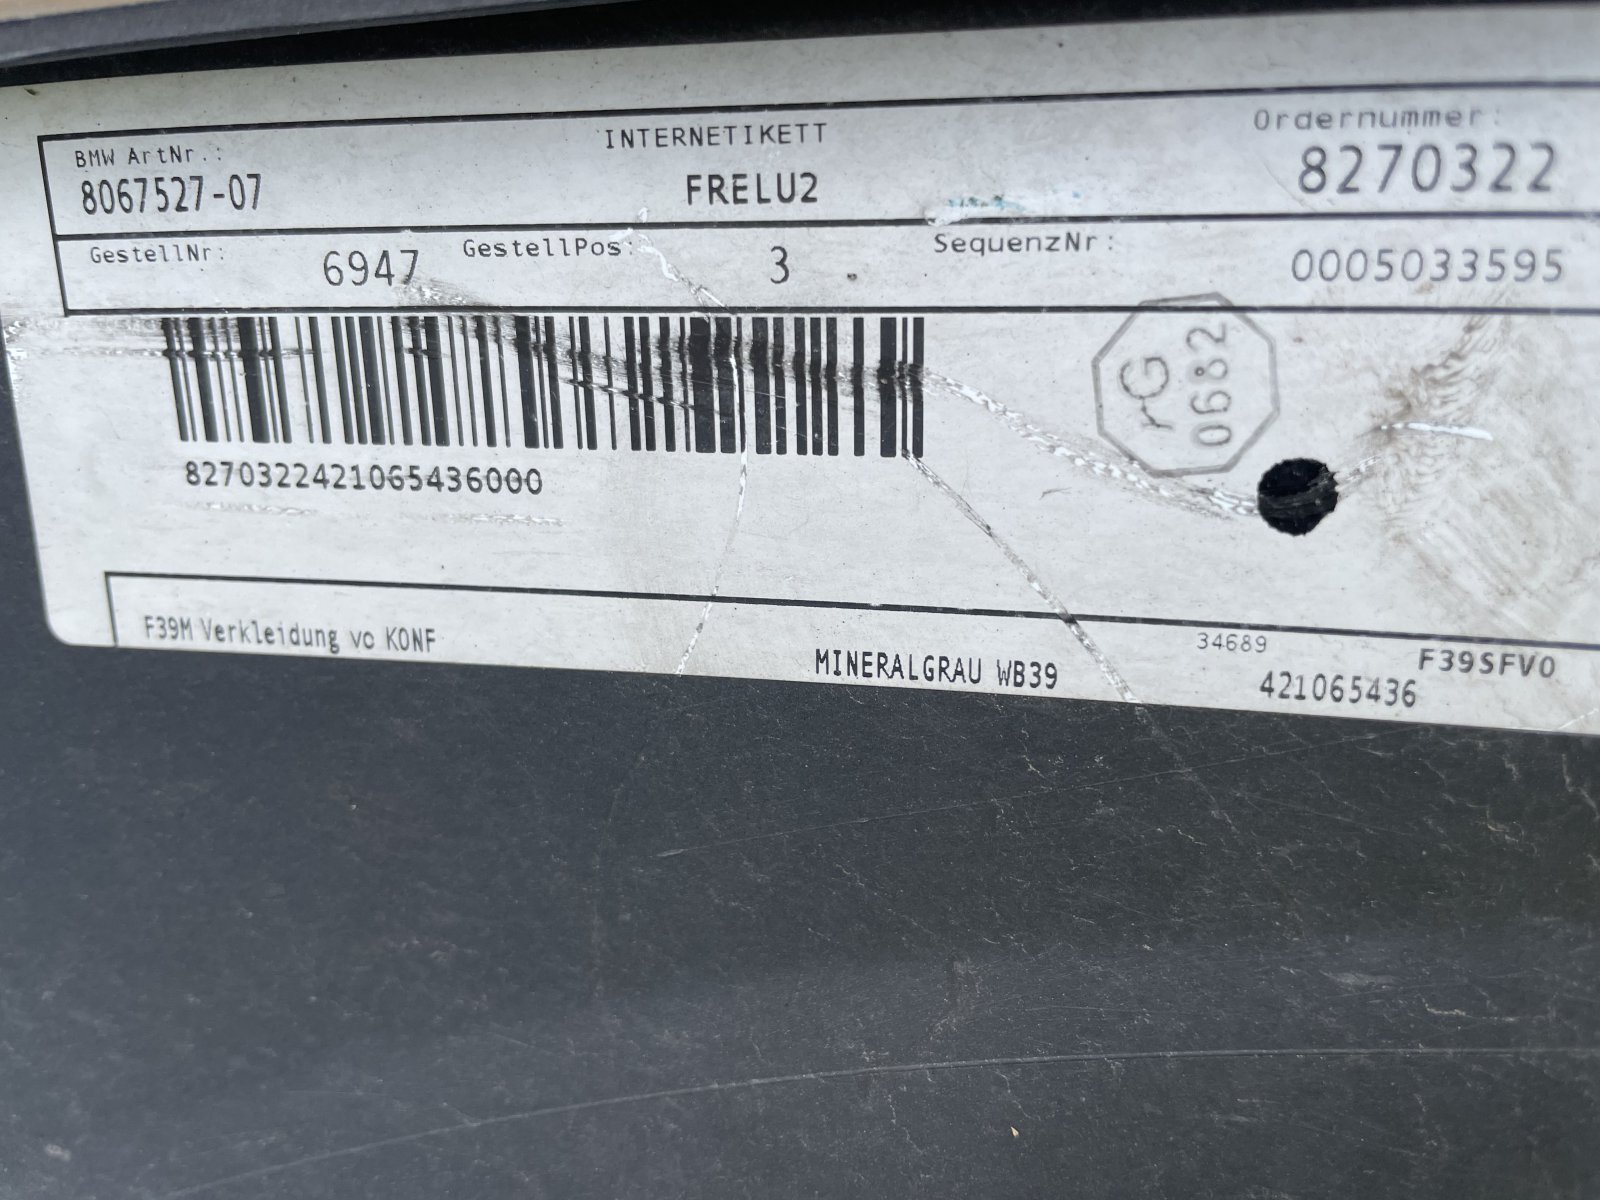 BMW ArtNr.:
8067527-07
INTERNETIKETT
FRELU2
Ordernummer:
8270322
GestellNr: 6947
GestellPos: 3
SequenzNr: 0005033595
8270322421065436000
rG
0682
F39M Verkleidung vo KONF
MINERALGRAU WB39
34689
421065436
F39SFVO